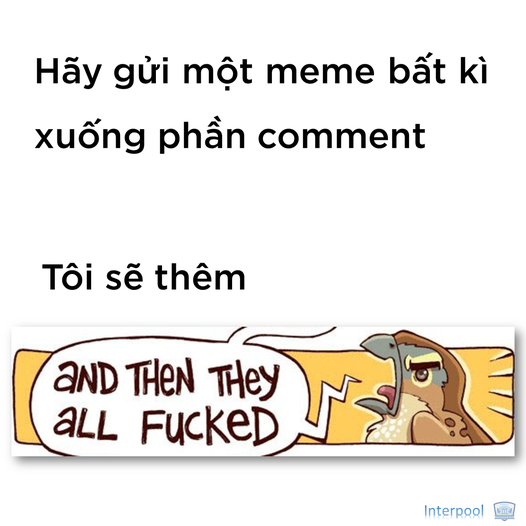 Hãy gửi một meme bất kì
xuống phần comment
Tôi sẽ thêm
AND THEN THEY
ALL FUCKED
Interpool